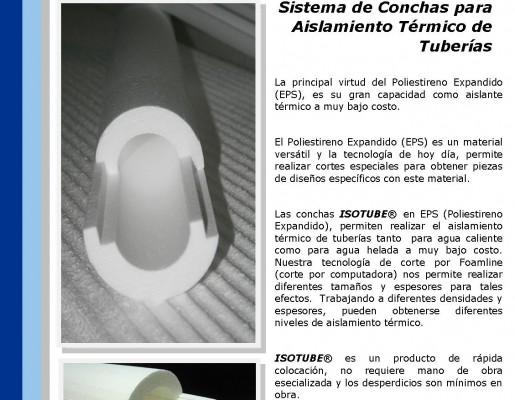 Sistema de Conchas para
Aislamiento Térmico de
Tuberías
La principal virtud del Poliestireno Expandido
(EPS), es su gran capacidad como aislante
térmico a muy bajo costo.
El Poliestireno Expandido (EPS) es un material
versátil y la tecnología de hoy día, permite
realizar cortes especiales para obtener piezas
de diseños específicos con este material.
Las conchas ISOTUBE® en EPS (Poliestireno
Expandido), permiten realizar el aislamiento
térmico de tuberías tanto para agua caliente
como para agua helada a muy bajo costo.
Nuestra tecnología de corte por Foamline
(corte por computadora) nos permite realizar
diferentes tamaños y espesores para tales
efectos. Trabajando a diferentes densidades y
espesores, pueden obtenerse diferentes
niveles de aislamiento térmico.
ISOTUBE® es un producto de rápida
colocación, no requiere mano de obra
esecializada y los desperdicios son mínimos en
obra.